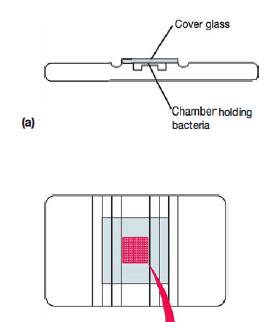 Cover glass
Chamber holding
bacteria
(a)